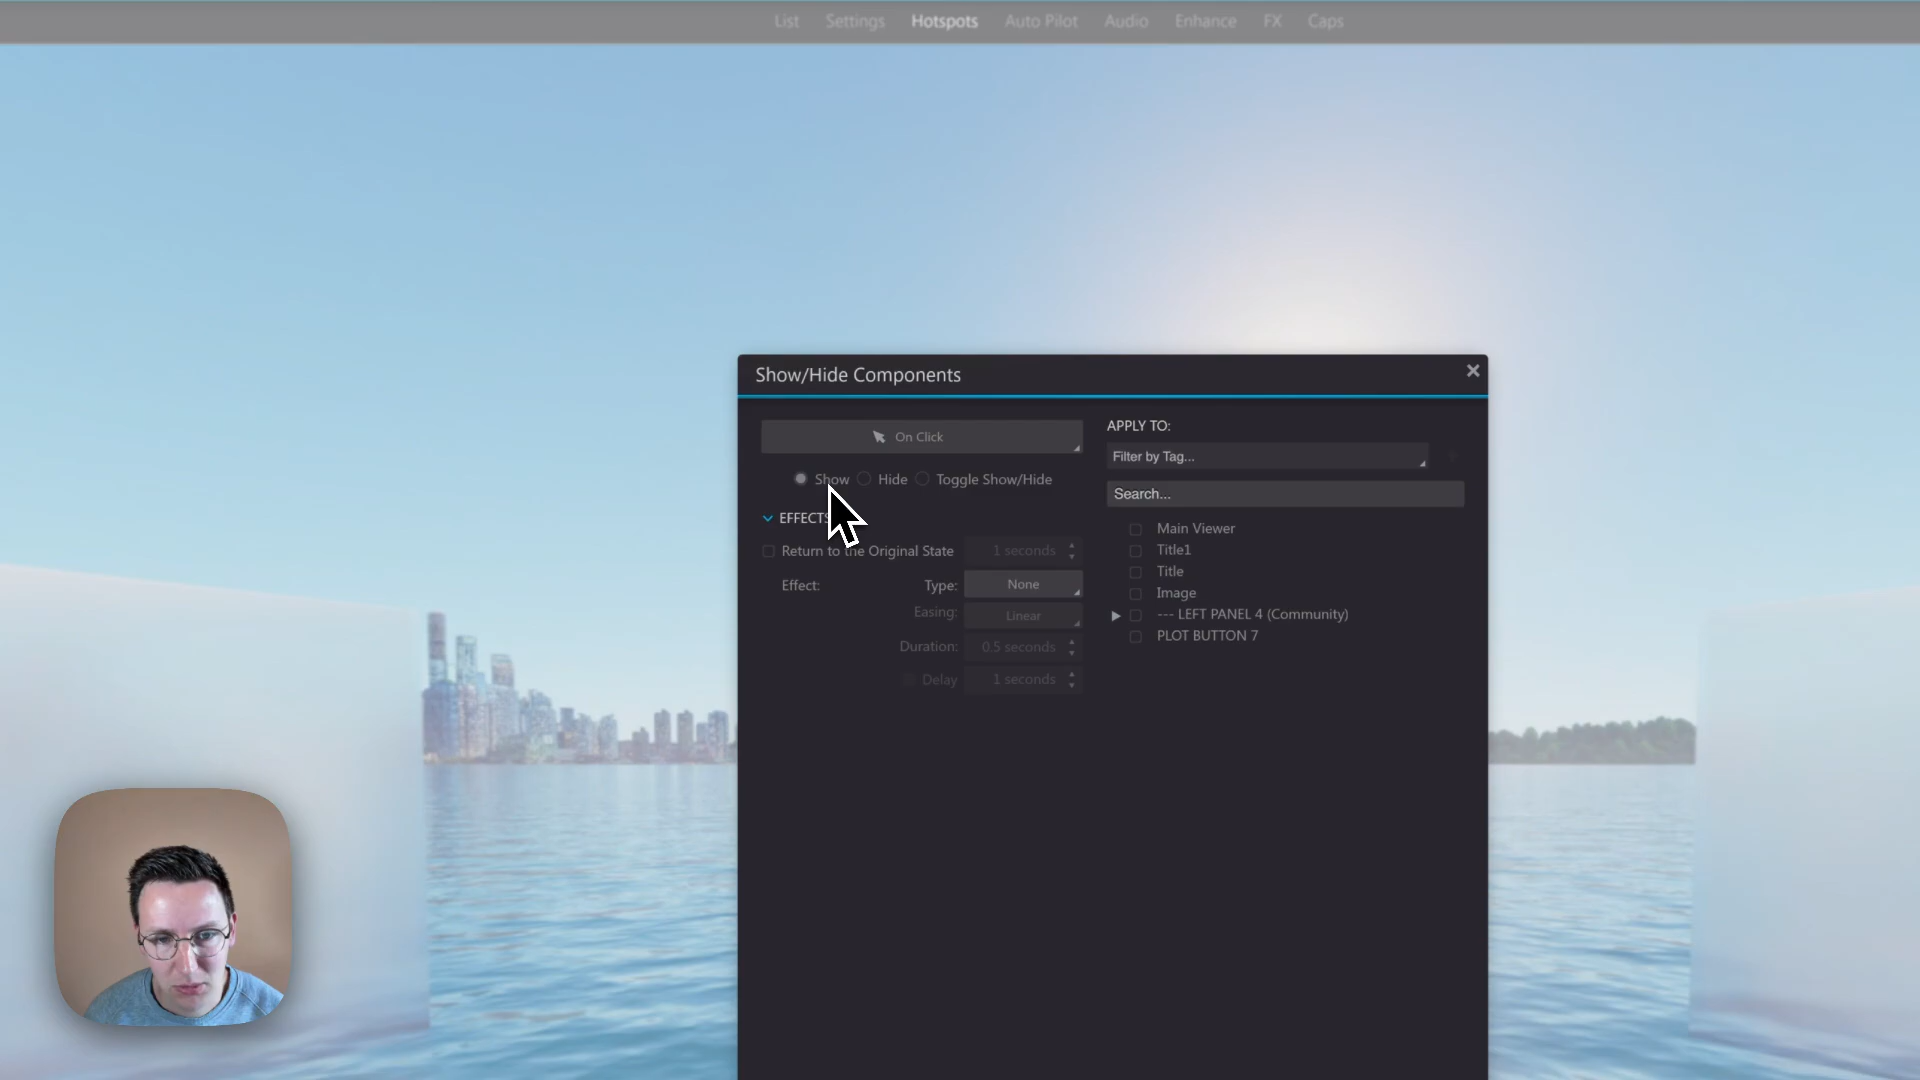 List Settings Hotspots Auto Pilot Audio Enhance FX Caps
Show/Hide Components
On Click
Show Hide Toggle Show/Hide
EFFECTS
Return to the Original State 1 seconds
Effect: Type: None
Easing: Linear
Duration: 0.5 seconds
Delay 1 seconds
APPLY TO:
Filter by Tag...
Search...
Main Viewer
Title1
Title
Image
--- LEFT PANEL 4 (Community)
PLOT BUTTON 7